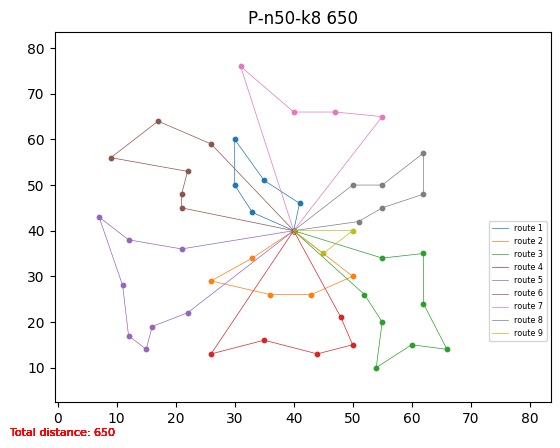 P-n50-k8 650
80
70
60
50
40
30
20
10
0 10 20 30 40 50 60 70 80
route 1
route 2
route 3
route 4
route 5
route 6
route 7
route 8
route 9
Total distance: 650